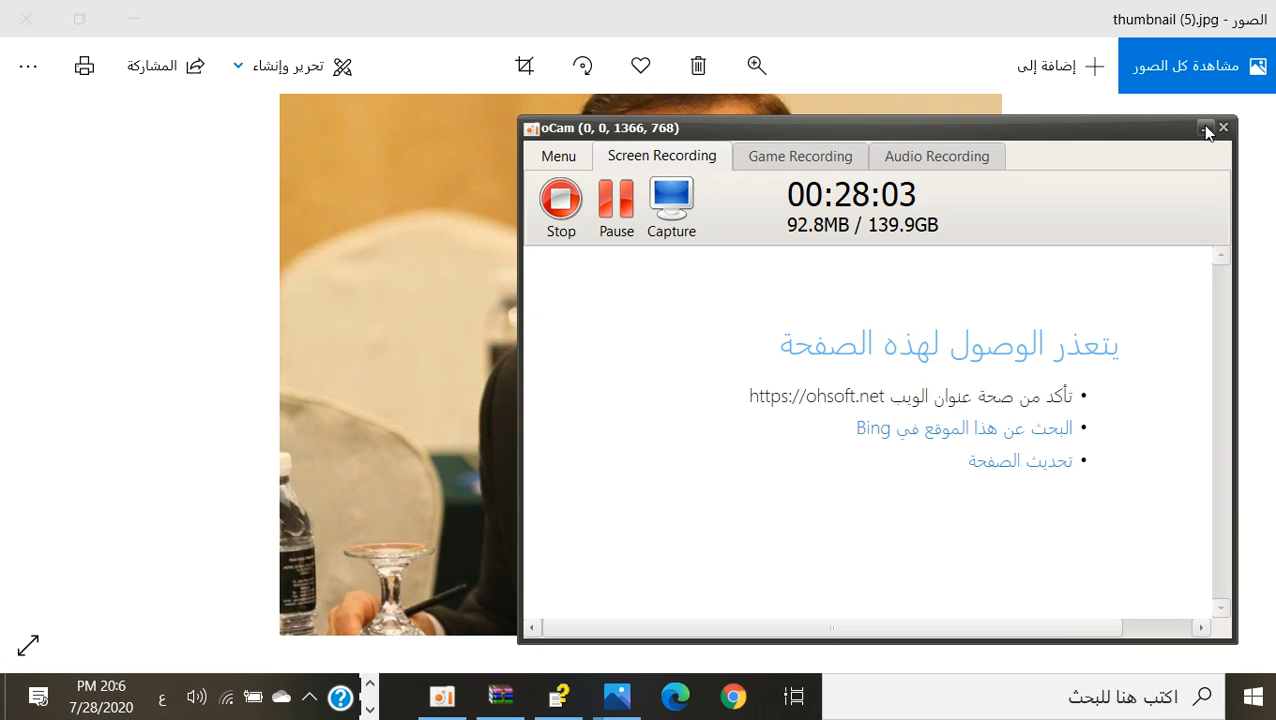 الصور - thumbnail (5).jpg
مشاهدة كل الصور
إضافة إلى
تحرير وإنشاء
المشاركة
oCam (0, 0, 1366, 768)
Menu
Screen Recording
Game Recording
Audio Recording
Stop
Pause
Capture
00:28:03
92.8MB / 139.9GB
يتعذر الوصول لهذه الصفحة
• تأكد من صحة عنوان الويب https://ohsoft.net
• البحث عن هذا الموقع في Bing
• تحديث الصفحة
اكتب هنا للبحث
ع
PM 20:6
7/28/2020